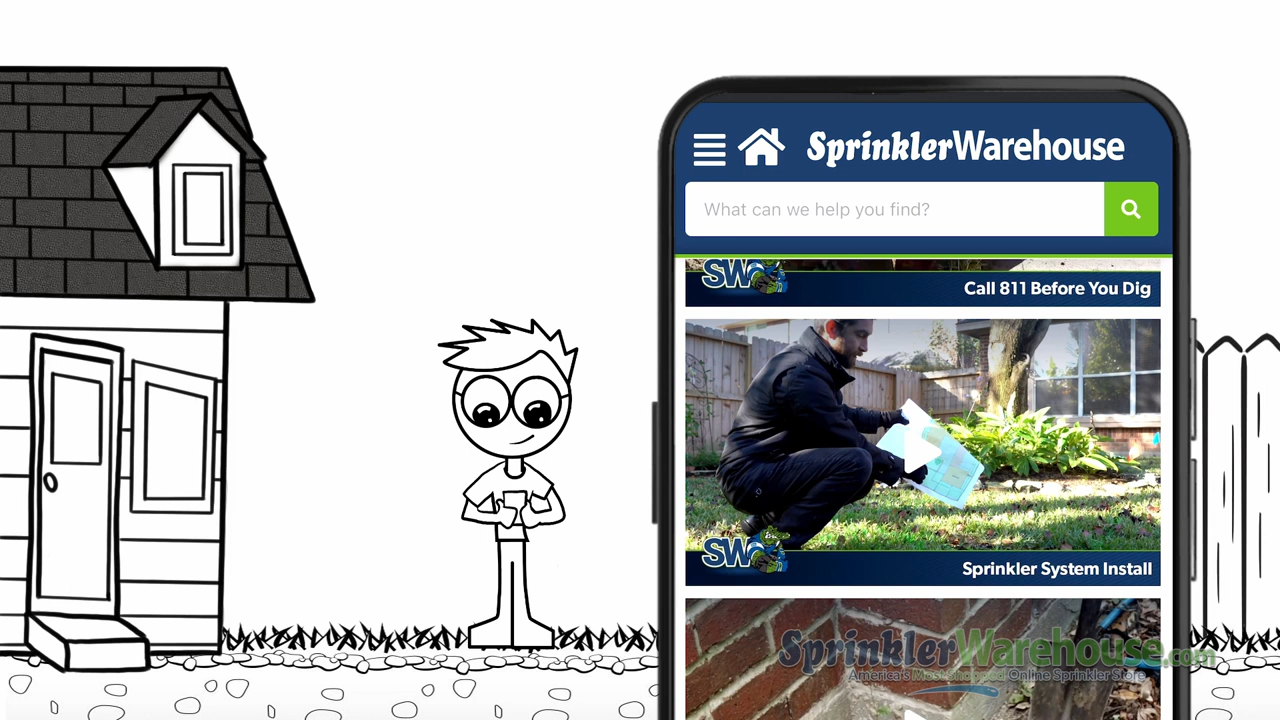 SprinklerWarehouse
What can we help you find?
SW
Call 811 Before You Dig
SW
Sprinkler System Install
SprinklerWarehouse.com
America's Most Shopped Online Sprinkler Store